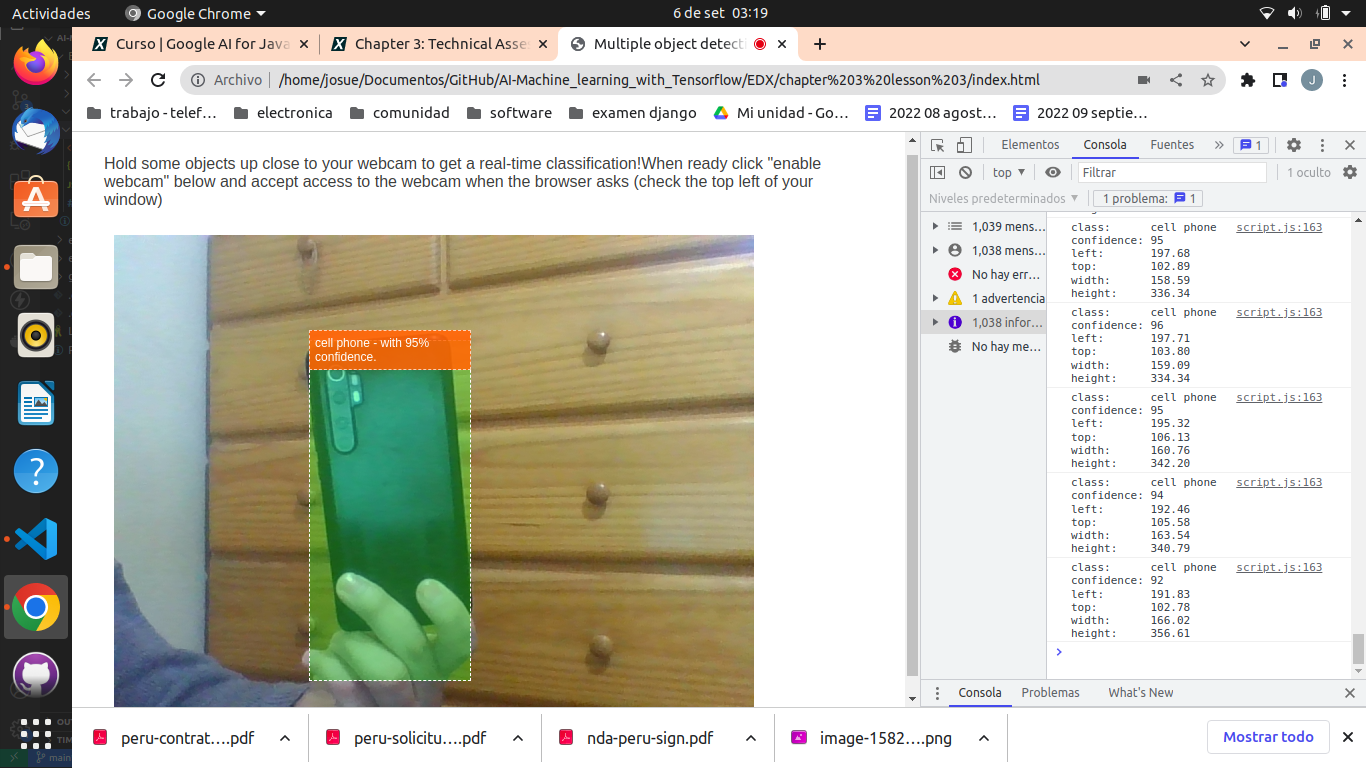 Actividades
Google Chrome
6 de set 03:19
Curso | Google AI for Java
Chapter 3: Technical Asse
Multiple object detect
Archivo
/home/josue/Documentos/GitHub/AI-Machine_learning_with_Tensorflow/EDX/chapter%203%20lesson%203/index.html
J
trabajo - telef…
electronica
comunidad
software
examen django
Mi unidad - Go…
2022 08 agost…
2022 09 septie…
Hold some objects up close to your webcam to get a real-time classification!When ready click "enable
webcam" below and accept access to the webcam when the browser asks (check the top left of your
window)
cell phone - with 95%
confidence.
Elementos
Consola
Fuentes
»
1
top
Filtrar
1 oculto
Niveles predeterminados
1 problema: 1
1,039 mens…
1,038 mens…
No hay err…
1 advertencia
1,038 infor…
No hay me…
class: cell phone script.js:163
confidence: 95
left: 197.68
top: 102.89
width: 158.59
height: 336.34
class: cell phone script.js:163
confidence: 96
left: 197.71
top: 103.80
width: 159.09
height: 334.34
class: cell phone script.js:163
confidence: 95
left: 195.32
top: 106.13
width: 160.76
height: 342.20
class: cell phone script.js:163
confidence: 94
left: 192.46
top: 105.58
width: 163.54
height: 340.79
class: cell phone script.js:163
confidence: 92
left: 191.83
top: 102.78
width: 166.02
height: 356.61
Consola
Problemas
What's New
peru-contrat….pdf
peru-solicitu….pdf
nda-peru-sign.pdf
image-1582….png
Mostrar todo
OUT
TIM
main